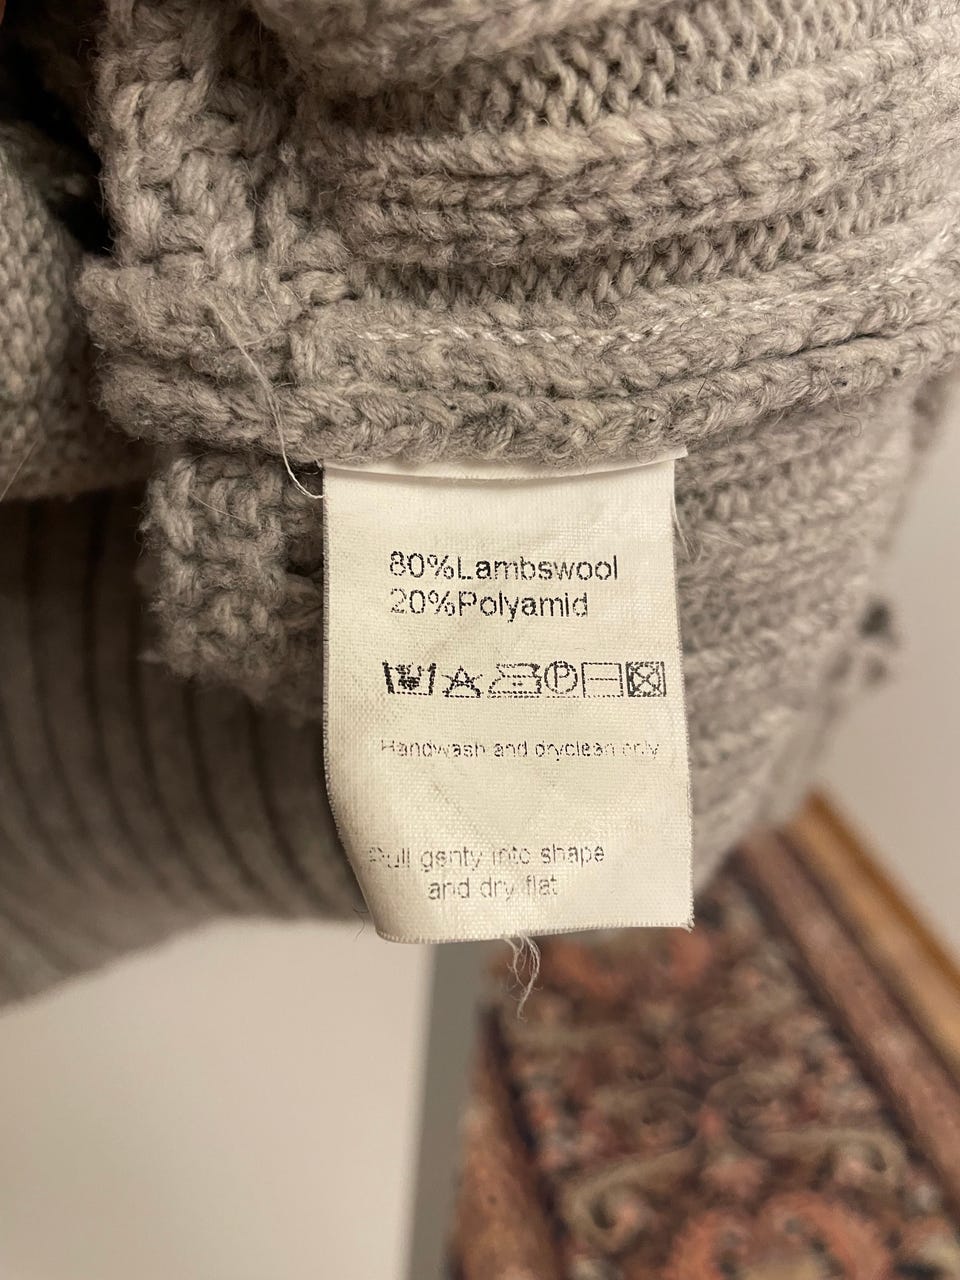 80%Lambswool
20%Polyamid
P
Handwash and dryclean only
Pull genty into shape
and dry flat